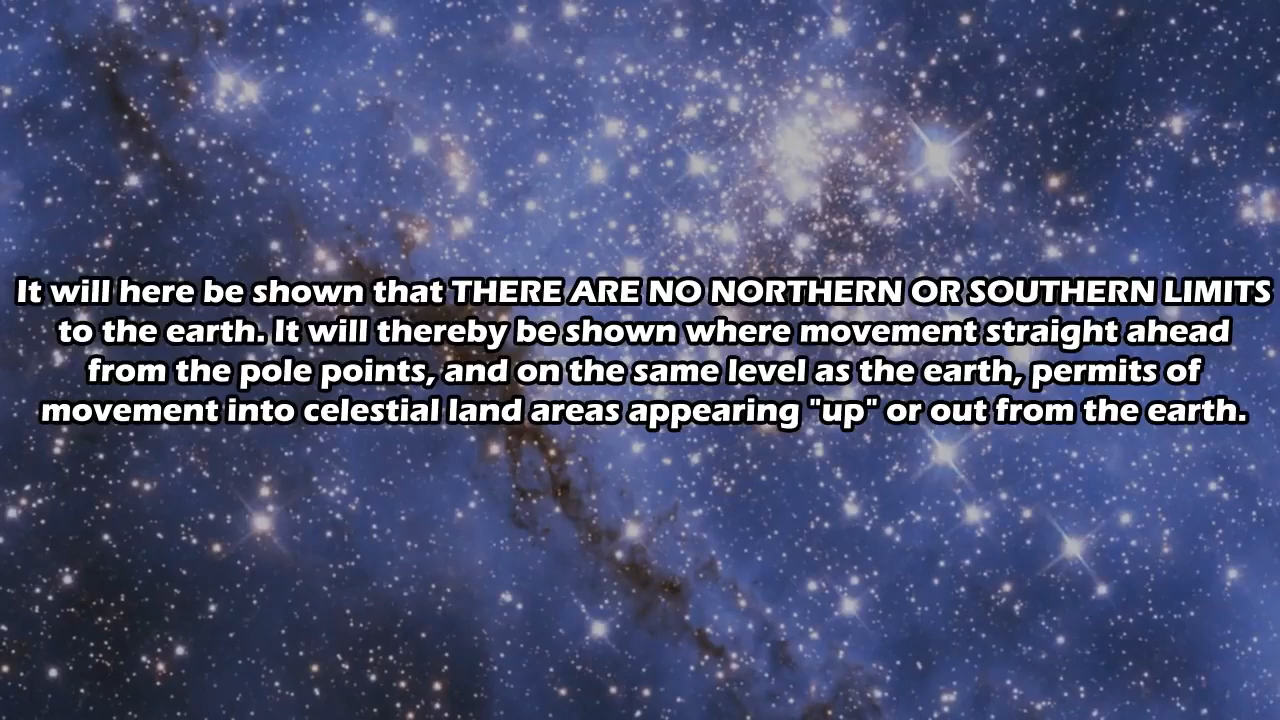 It will here be shown that THERE ARE NO NORTHERN OR SOUTHERN LIMITS
to the earth. It will thereby be shown where movement straight ahead
from the pole points, and on the same level as the earth, permits of
movement into celestial land areas appearing "up" or out from the earth.